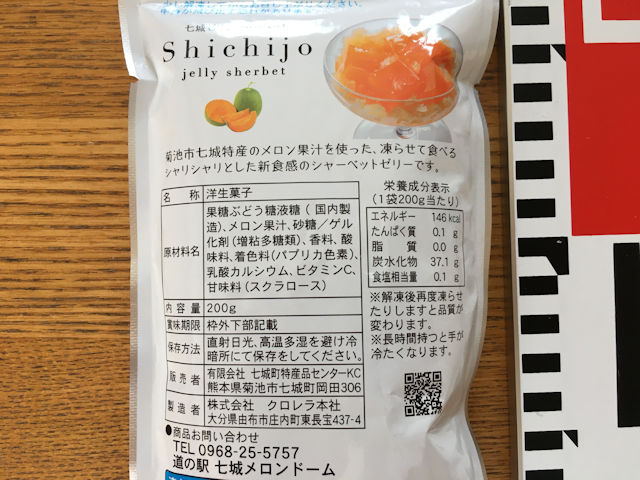 Shichijo
jelly sherbet
菊池市七城特産のメロン果汁を使った、凍らせて食べる
シャリシャリとした新食感のシャーベットゼリーです。
名　称　洋生菓子
原材料名　果糖ぶどう糖液糖(国内製
造)、メロン果汁、砂糖／ゲル
化剤(増粘多糖類)、香料、酸
味料、着色料(パプリカ色素)、
乳酸カルシウム、ビタミンC、
甘味料(スクラロース)
内容量　200g
賞味期限　枠外下部記載
保存方法　直射日光、高温多湿を避け冷
暗所にて保存をしてください。
販売者　有限会社 七城町特産品センターKC
熊本県菊池市七城町岡田306
製造者　株式会社 クロレラ本社
大分県由布市庄内町東長宝437-4
●商品お問い合わせ
TEL 0968-25-5757
道の駅 七城メロンドーム
栄養成分表示
(1袋200g当たり)
エネルギー　146 kcal
たんぱく質　0.1 g
脂質　0.0 g
炭水化物　37.1 g
食塩相当量　0.1 g
※解凍後再度凍らせ
たりしますと品質が
変わります。
※長時間持つと手が
冷たくなります。